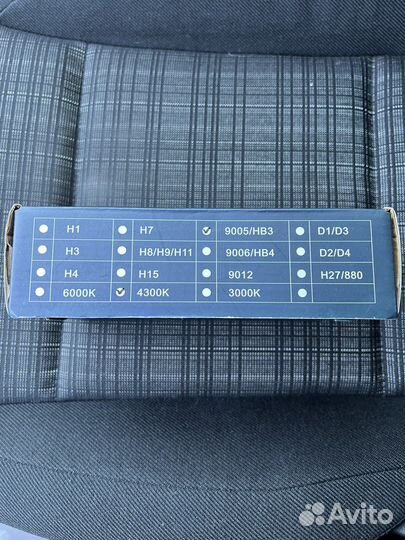 H1 H7 9005/HB3 D1/D3
H3 H8/H9/H11 9006/HB4 D2/D4
H4 H15 9012 H27/880
6000K 4300K 3000K
Avito